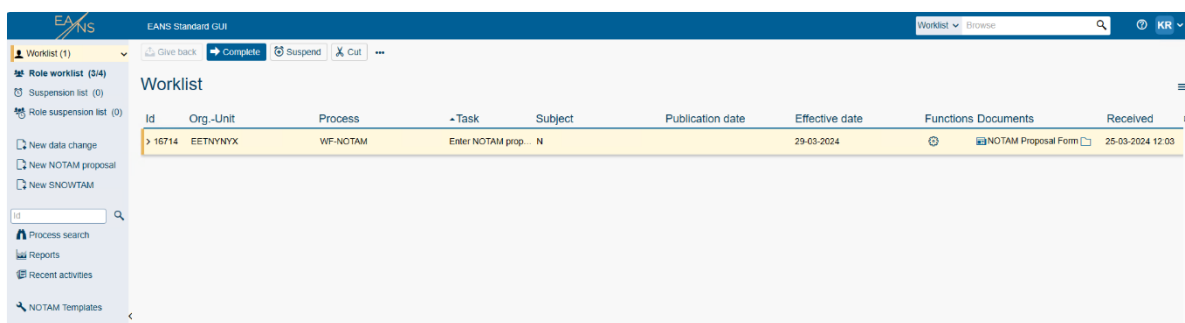 EANS
EANS Standard GUI
Worklist
Browse
KR
Worklist (1)
Give back
Complete
Suspend
Cut
Role worklist (3/4)
Suspension list (0)
Role suspension list (0)
Worklist
Id Org.-Unit Process Task Subject Publication date Effective date Functions Documents Received
16714 EETNYNYX WF-NOTAM Enter NOTAM prop... N 29-03-2024 NOTAM Proposal Form 25-03-2024 12:03
New data change
New NOTAM proposal
New SNOWTAM
id
Process search
Reports
Recent activities
NOTAM Templates